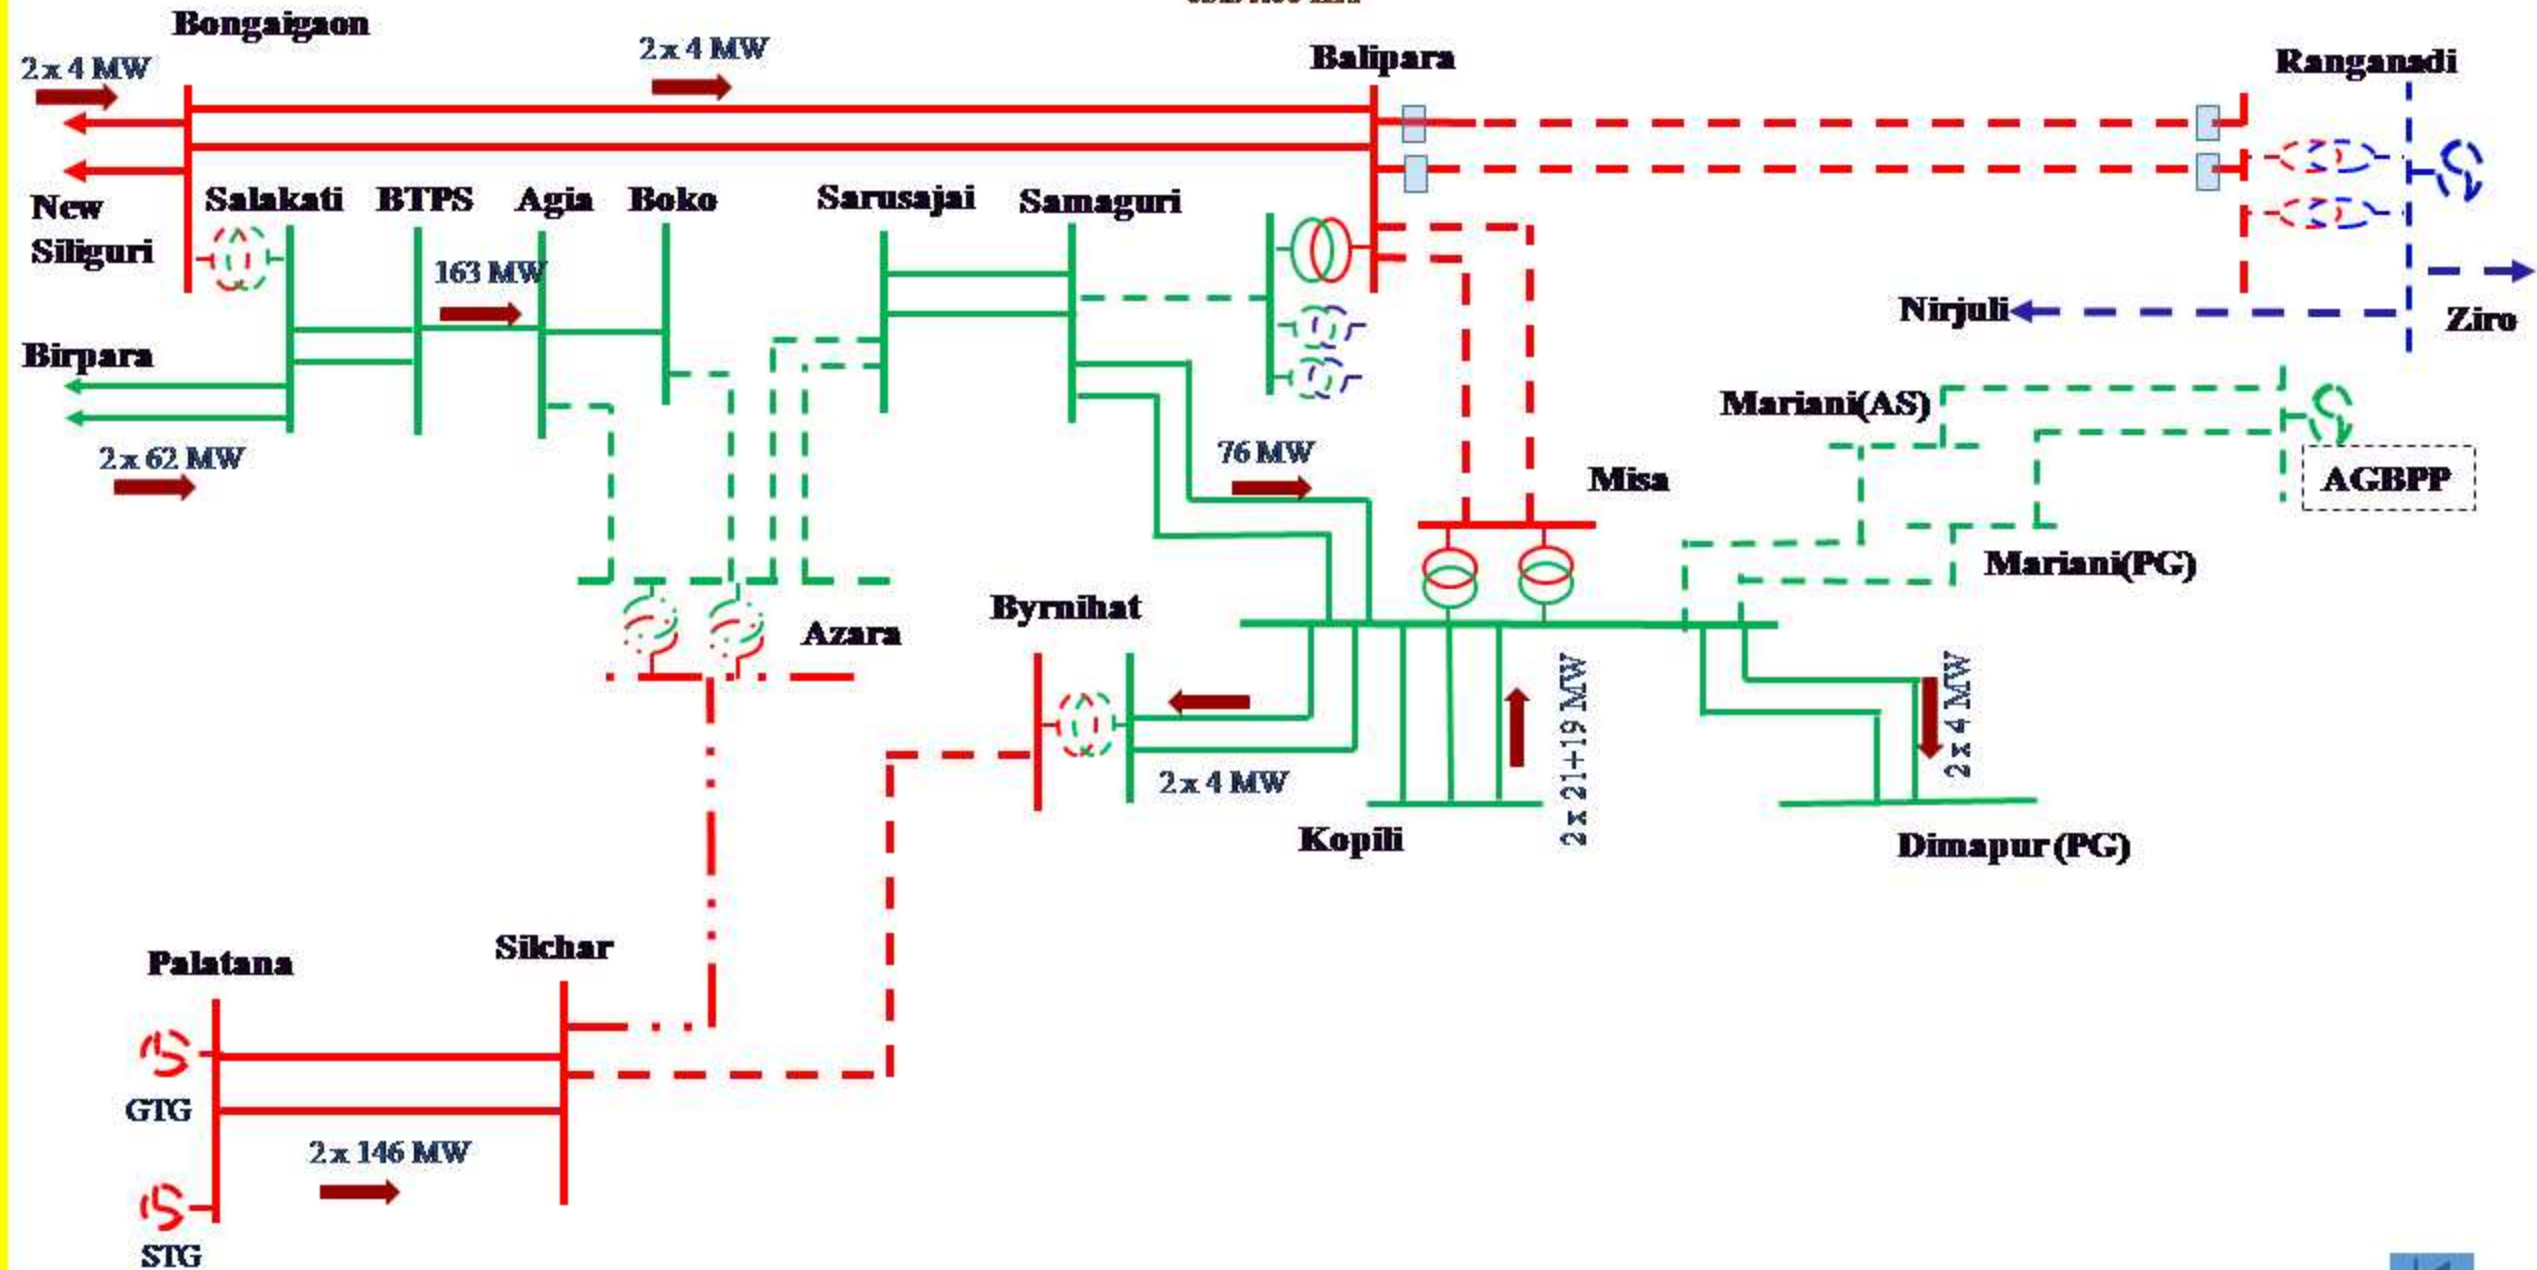 Bongaigaon
2 x 4 MW
2 x 4 MW
Balipara
Ranganadi
New
Siliguri
Salakati
BTPS
Agia
Boko
Sarusajai
Samaguri
163 MW
Nirjuli
Ziro
Birpara
2 x 62 MW
Mariani(AS)
76 MW
Misa
AGBPP
Mariani(PG)
Byrnihat
Azara
2 x 4 MW
2 x 21+19 MW
2 x 4 MW
Kopili
Dimapur (PG)
Palatana
Silchar
GTG
2 x 146 MW
STG